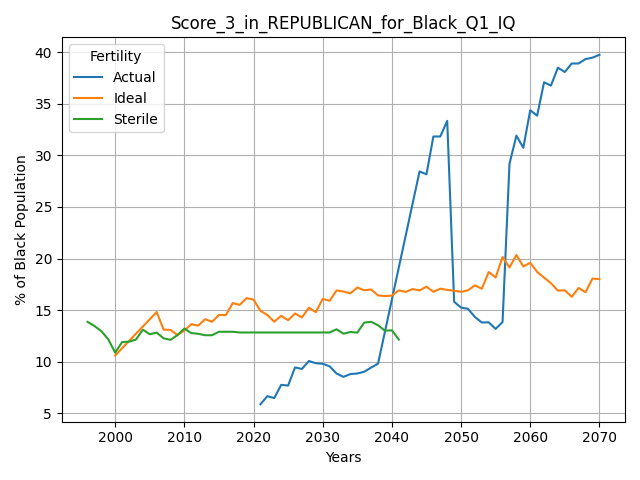 Score_3_in_REPUBLICAN_for_Black_Q1_IQ
Fertility
Actual
Ideal
Sterile
% of Black Population
40
35
30
25
20
15
10
5
2000 2010 2020 2030 2040 2050 2060 2070
Years